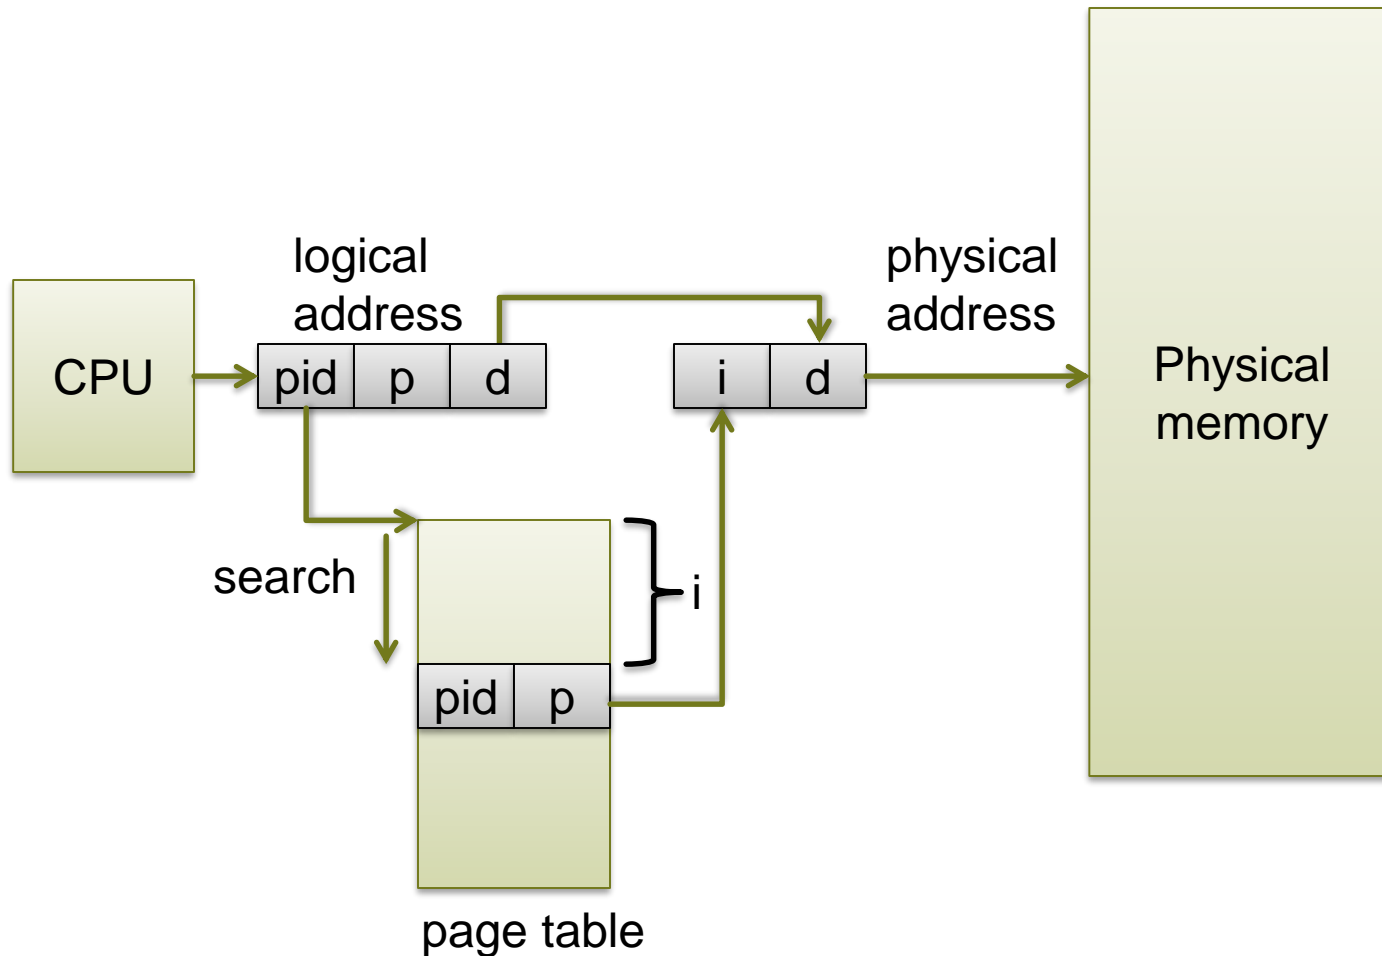 logical
address
physical
address
CPU
pid
p
d
i
d
Physical
memory
search
i
pid
p
page table